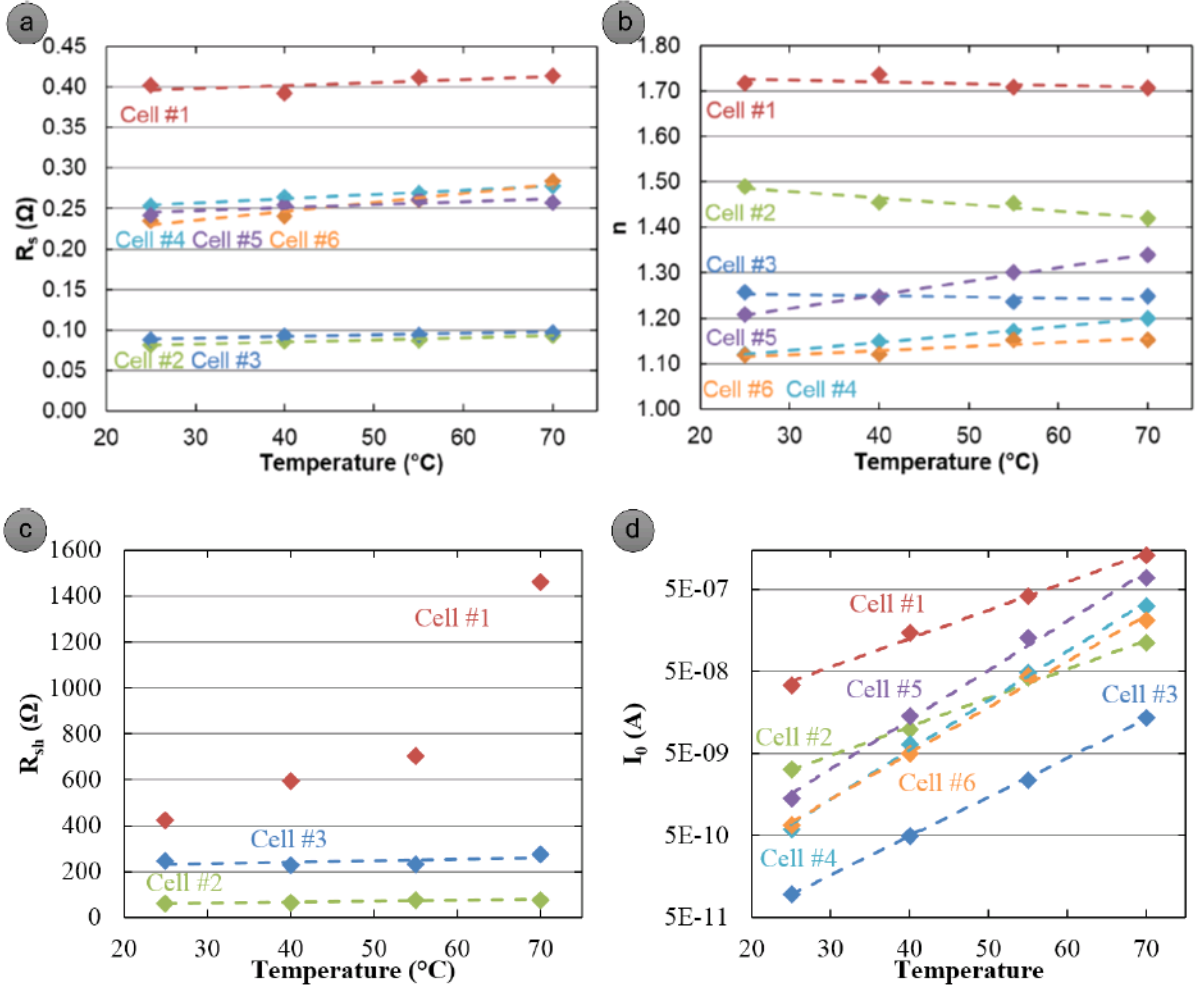 a
0.45
0.40
0.35
0.30
0.25
0.20
0.15
0.10
0.05
0.00
Rs (Ω)
Cell #1
Cell #4 Cell #5 Cell #6
Cell #2 Cell #3
20 30 40 50 60 70
Temperature (°C)
b
1.80
1.70
1.60
1.50
1.40
1.30
1.20
1.10
1.00
n
Cell #1
Cell #2
Cell #3
Cell #5
Cell #6 Cell #4
20 30 40 50 60 70
Temperature (°C)
c
1600
1400
1200
1000
800
600
400
200
0
Rsh (Ω)
Cell #1
Cell #3
Cell #2
20 30 40 50 60 70
Temperature (°C)
d
5E-07
5E-08
5E-09
5E-10
5E-11
I0 (A)
Cell #1
Cell #5
Cell #3
Cell #2
Cell #6
Cell #4
20 30 40 50 60 70
Temperature